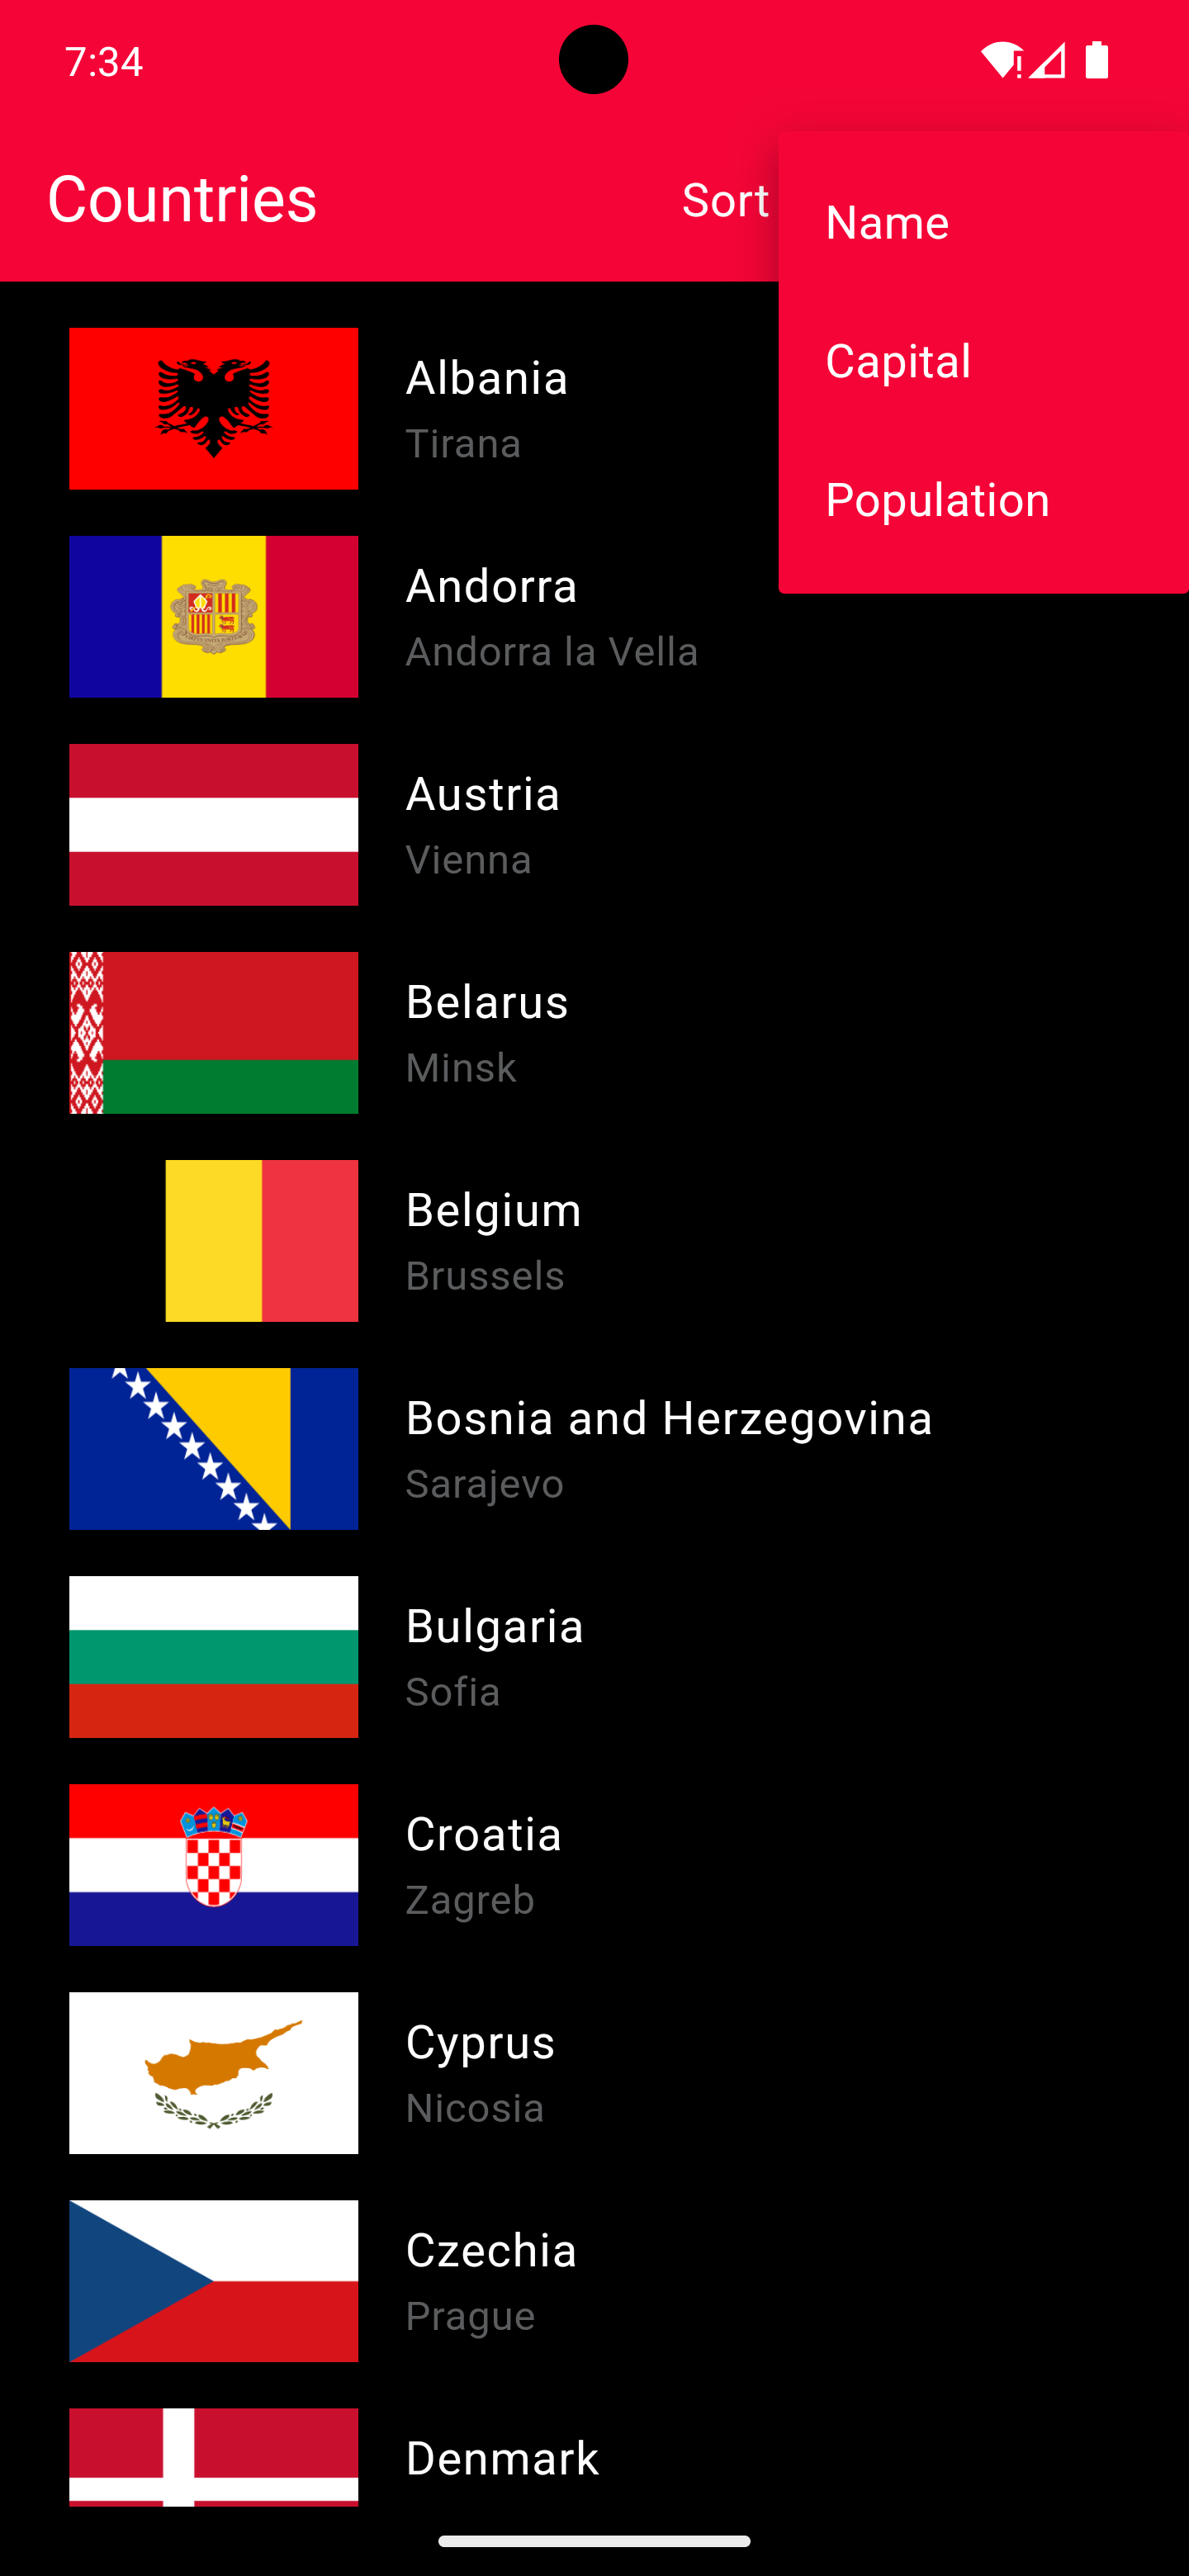 7:34
Countries
Sort
Name
Capital
Population
Albania
Tirana
Andorra
Andorra la Vella
Austria
Vienna
Belarus
Minsk
Belgium
Brussels
Bosnia and Herzegovina
Sarajevo
Bulgaria
Sofia
Croatia
Zagreb
Cyprus
Nicosia
Czechia
Prague
Denmark